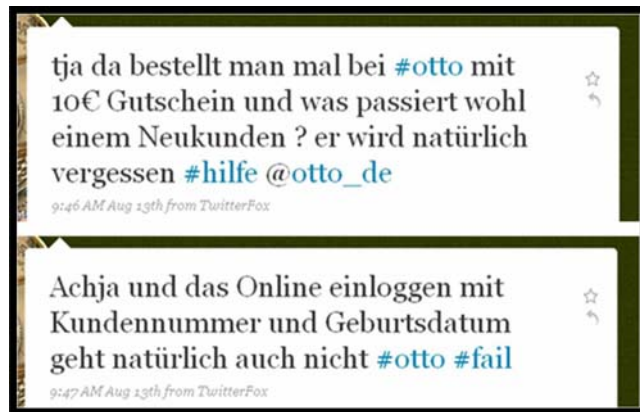 tja da bestellt man mal bei #otto mit
10€ Gutschein und was passiert wohl
einem Neukunden ? er wird natürlich
vergessen #hilfe @otto_de
9:46 AM Aug 13th from TwitterFox
Achja und das Online einloggen mit
Kundennummer und Geburtsdatum
geht natürlich auch nicht #otto #fail
9:47 AM Aug 13th from TwitterFox